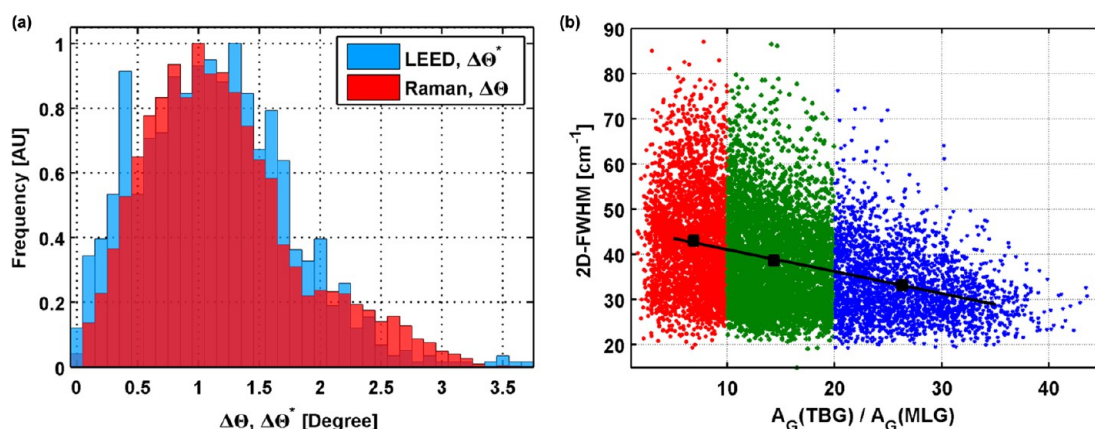 (a)
Frequency [AU]
1
0.8
0.6
0.4
0.2
0
LEED, ΔΘ*
Raman, ΔΘ
0 0.5 1 1.5 2 2.5 3 3.5
ΔΘ, ΔΘ* [Degree]
(b)
2D-FWHM [cm-1]
90
80
70
60
50
40
30
20
10 20 30 40
AG(TBG) / AG(MLG)